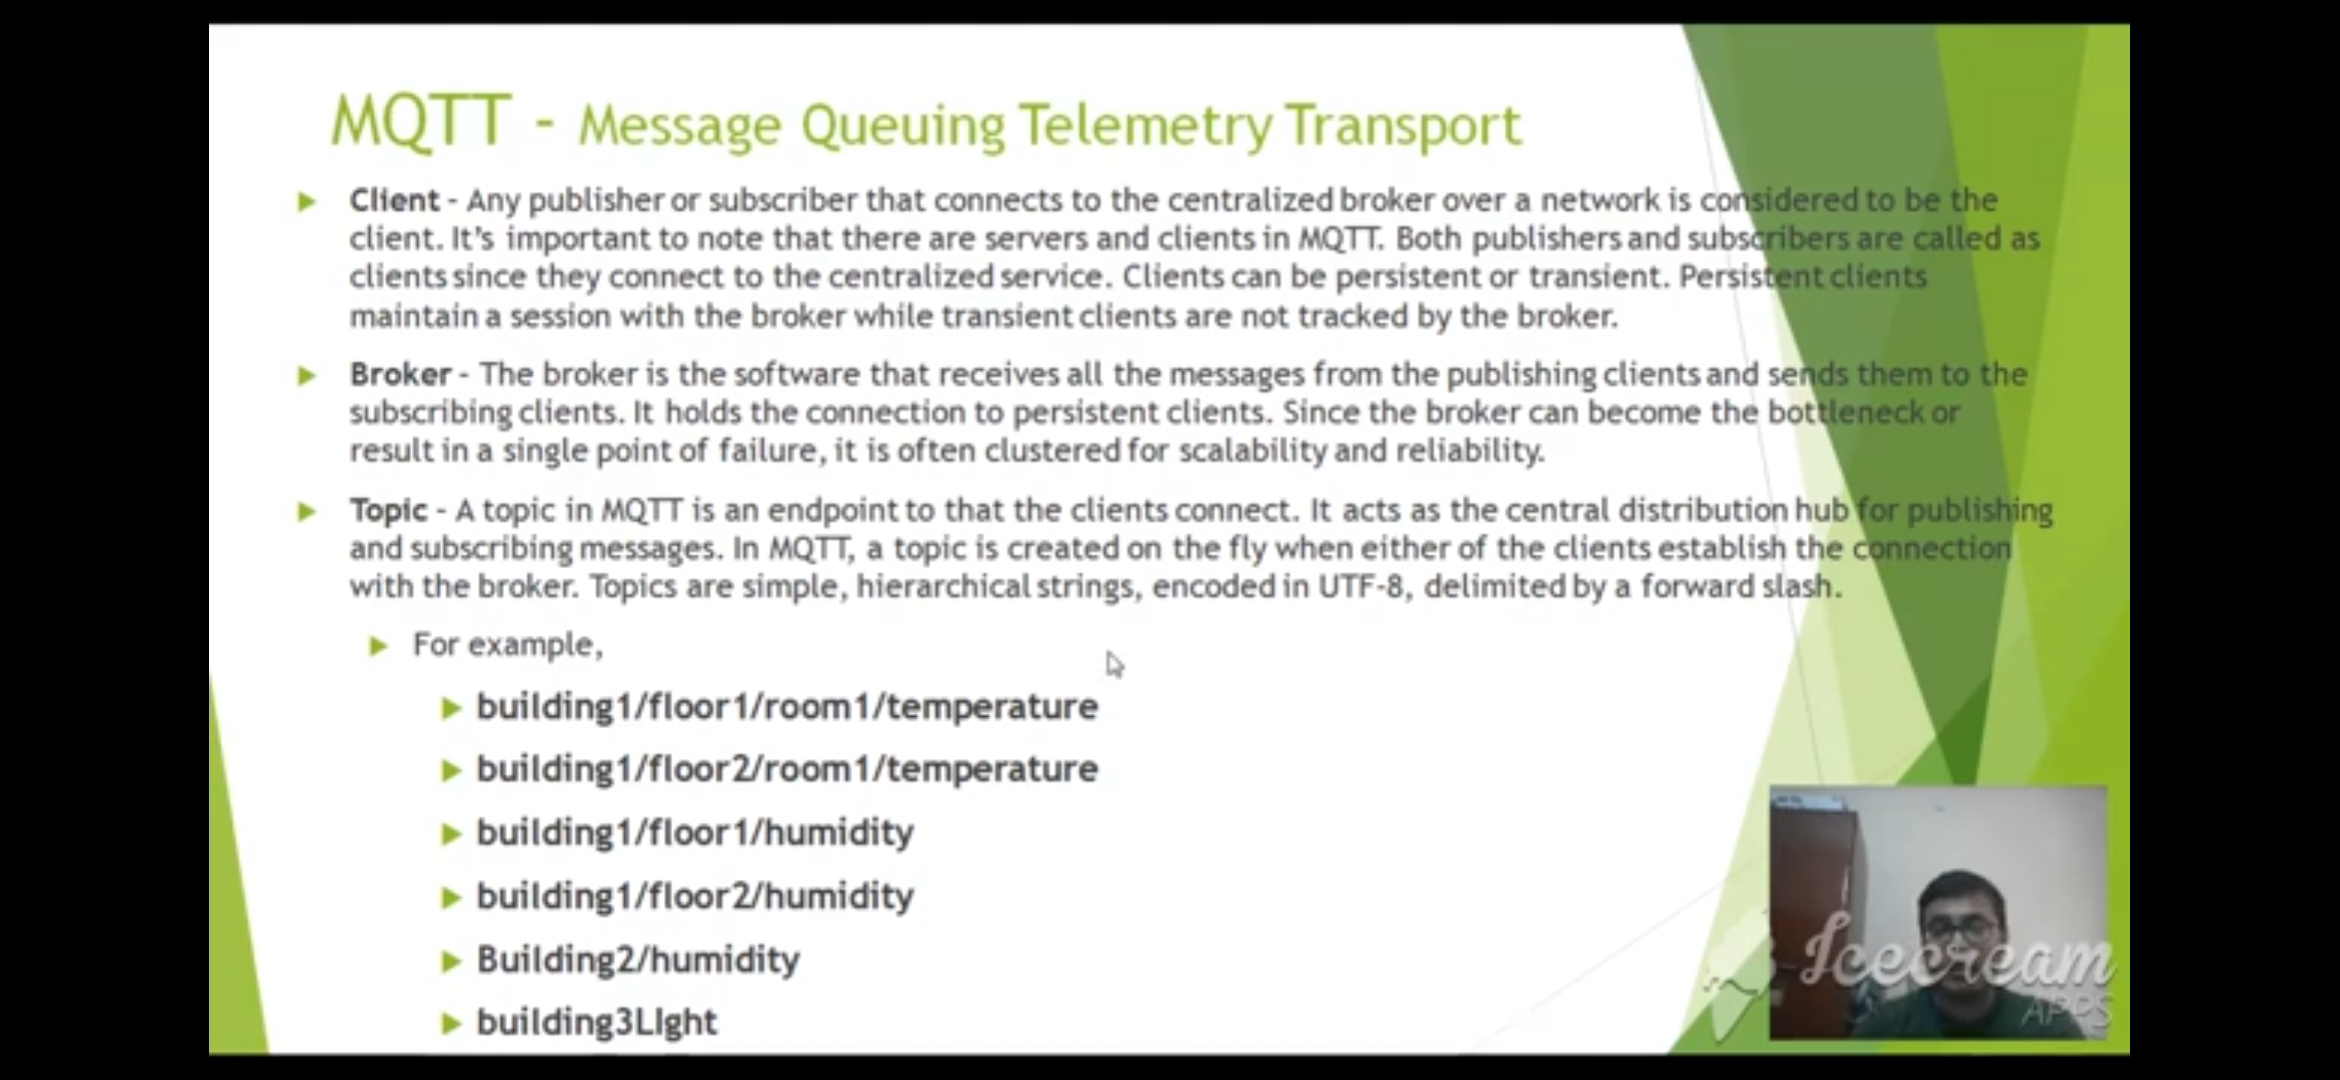 MQTT - Message Queuing Telemetry Transport
Client - Any publisher or subscriber that connects to the centralized broker over a network is considered to be the
client. It's important to note that there are servers and clients in MQTT. Both publishers and subscribers are called as
clients since they connect to the centralized service. Clients can be persistent or transient. Persistent clients
maintain a session with the broker while transient clients are not tracked by the broker.
Broker - The broker is the software that receives all the messages from the publishing clients and sends them to the
subscribing clients. It holds the connection to persistent clients. Since the broker can become the bottleneck or
result in a single point of failure, it is often clustered for scalability and reliability.
Topic - A topic in MQTT is an endpoint to that the clients connect. It acts as the central distribution hub for publishing
and subscribing messages. In MQTT, a topic is created on the fly when either of the clients establish the connection
with the broker. Topics are simple, hierarchical strings, encoded in UTF-8, delimited by a forward slash.
For example,
building1/floor1/room1/temperature
building1/floor2/room1/temperature
building1/floor1/humidity
building1/floor2/humidity
Building2/humidity
building3LIght
Icecream
APPS